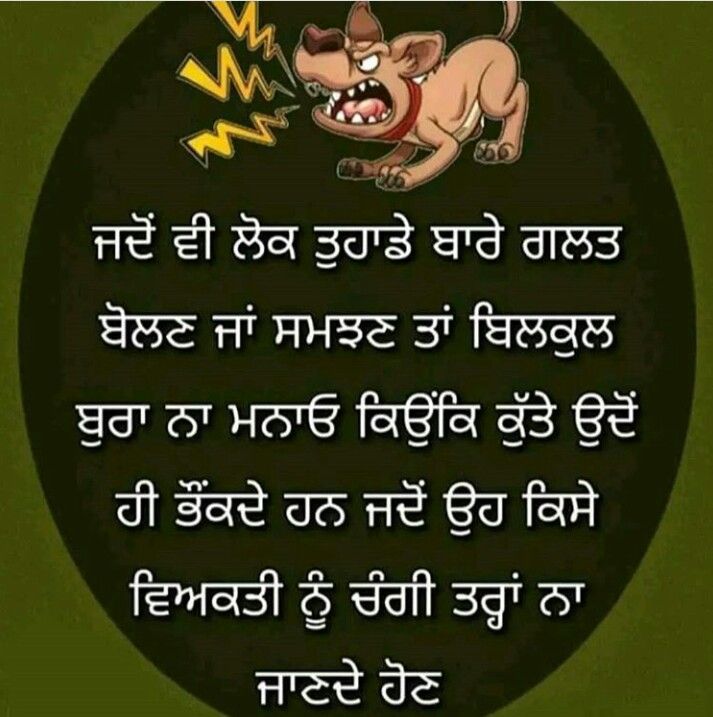 ਜਦੋਂ ਵੀ ਲੋਕ ਤੁਹਾਡੇ ਬਾਰੇ ਗਲਤ
ਬੋਲਣ ਜਾਂ ਸਮਝਣ ਤਾਂ ਬਿਲਕੁਲ
ਬੁਰਾ ਨਾ ਮਨਾਓ ਕਿਉਂਕਿ ਕੁੱਤੇ ਉਦੋਂ
ਹੀ ਭੌਂਕਦੇ ਹਨ ਜਦੋਂ ਉਹ ਕਿਸੇ
ਵਿਅਕਤੀ ਨੂੰ ਚੰਗੀ ਤਰ੍ਹਾਂ ਨਾ
ਜਾਣਦੇ ਹੋਣ